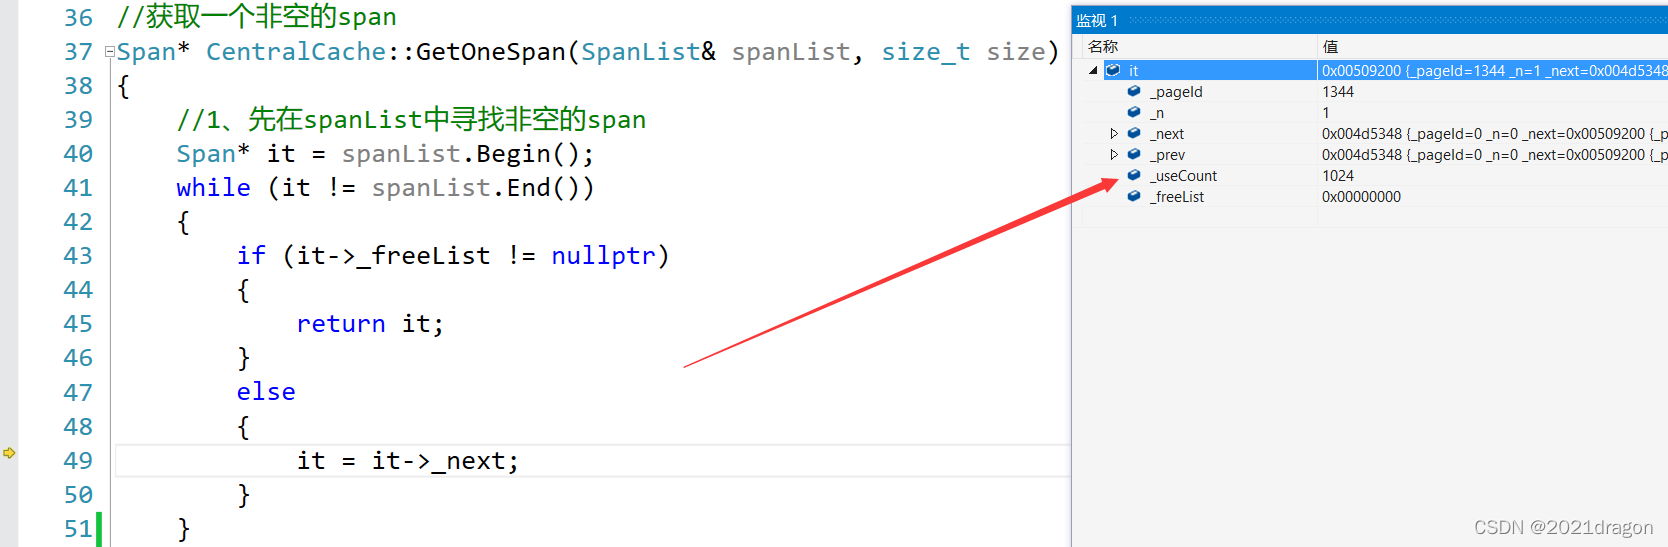 36 //获取一个非空的span
37 Span* CentralCache::GetOneSpan(SpanList& spanList, size_t size)
38 {
39 //1、先在spanList中寻找非空的span
40 Span* it = spanList.Begin();
41 while (it != spanList.End())
42 {
43 if (it->_freeList != nullptr)
44 {
45 return it;
46 }
47 else
48 {
49 it = it->_next;
50 }
51 }
监视 1
名称 值
it 0x00509200 {_pageId=1344 _n=1 _next=0x004d5348
_pageId 1344
_n 1
_next 0x004d5348 {_pageId=0 _n=0 _next=0x00509200 {_p
_prev 0x004d5348 {_pageId=0 _n=0 _next=0x00509200 {_p
_useCount 1024
_freeList 0x00000000
CSDN @2021dragon